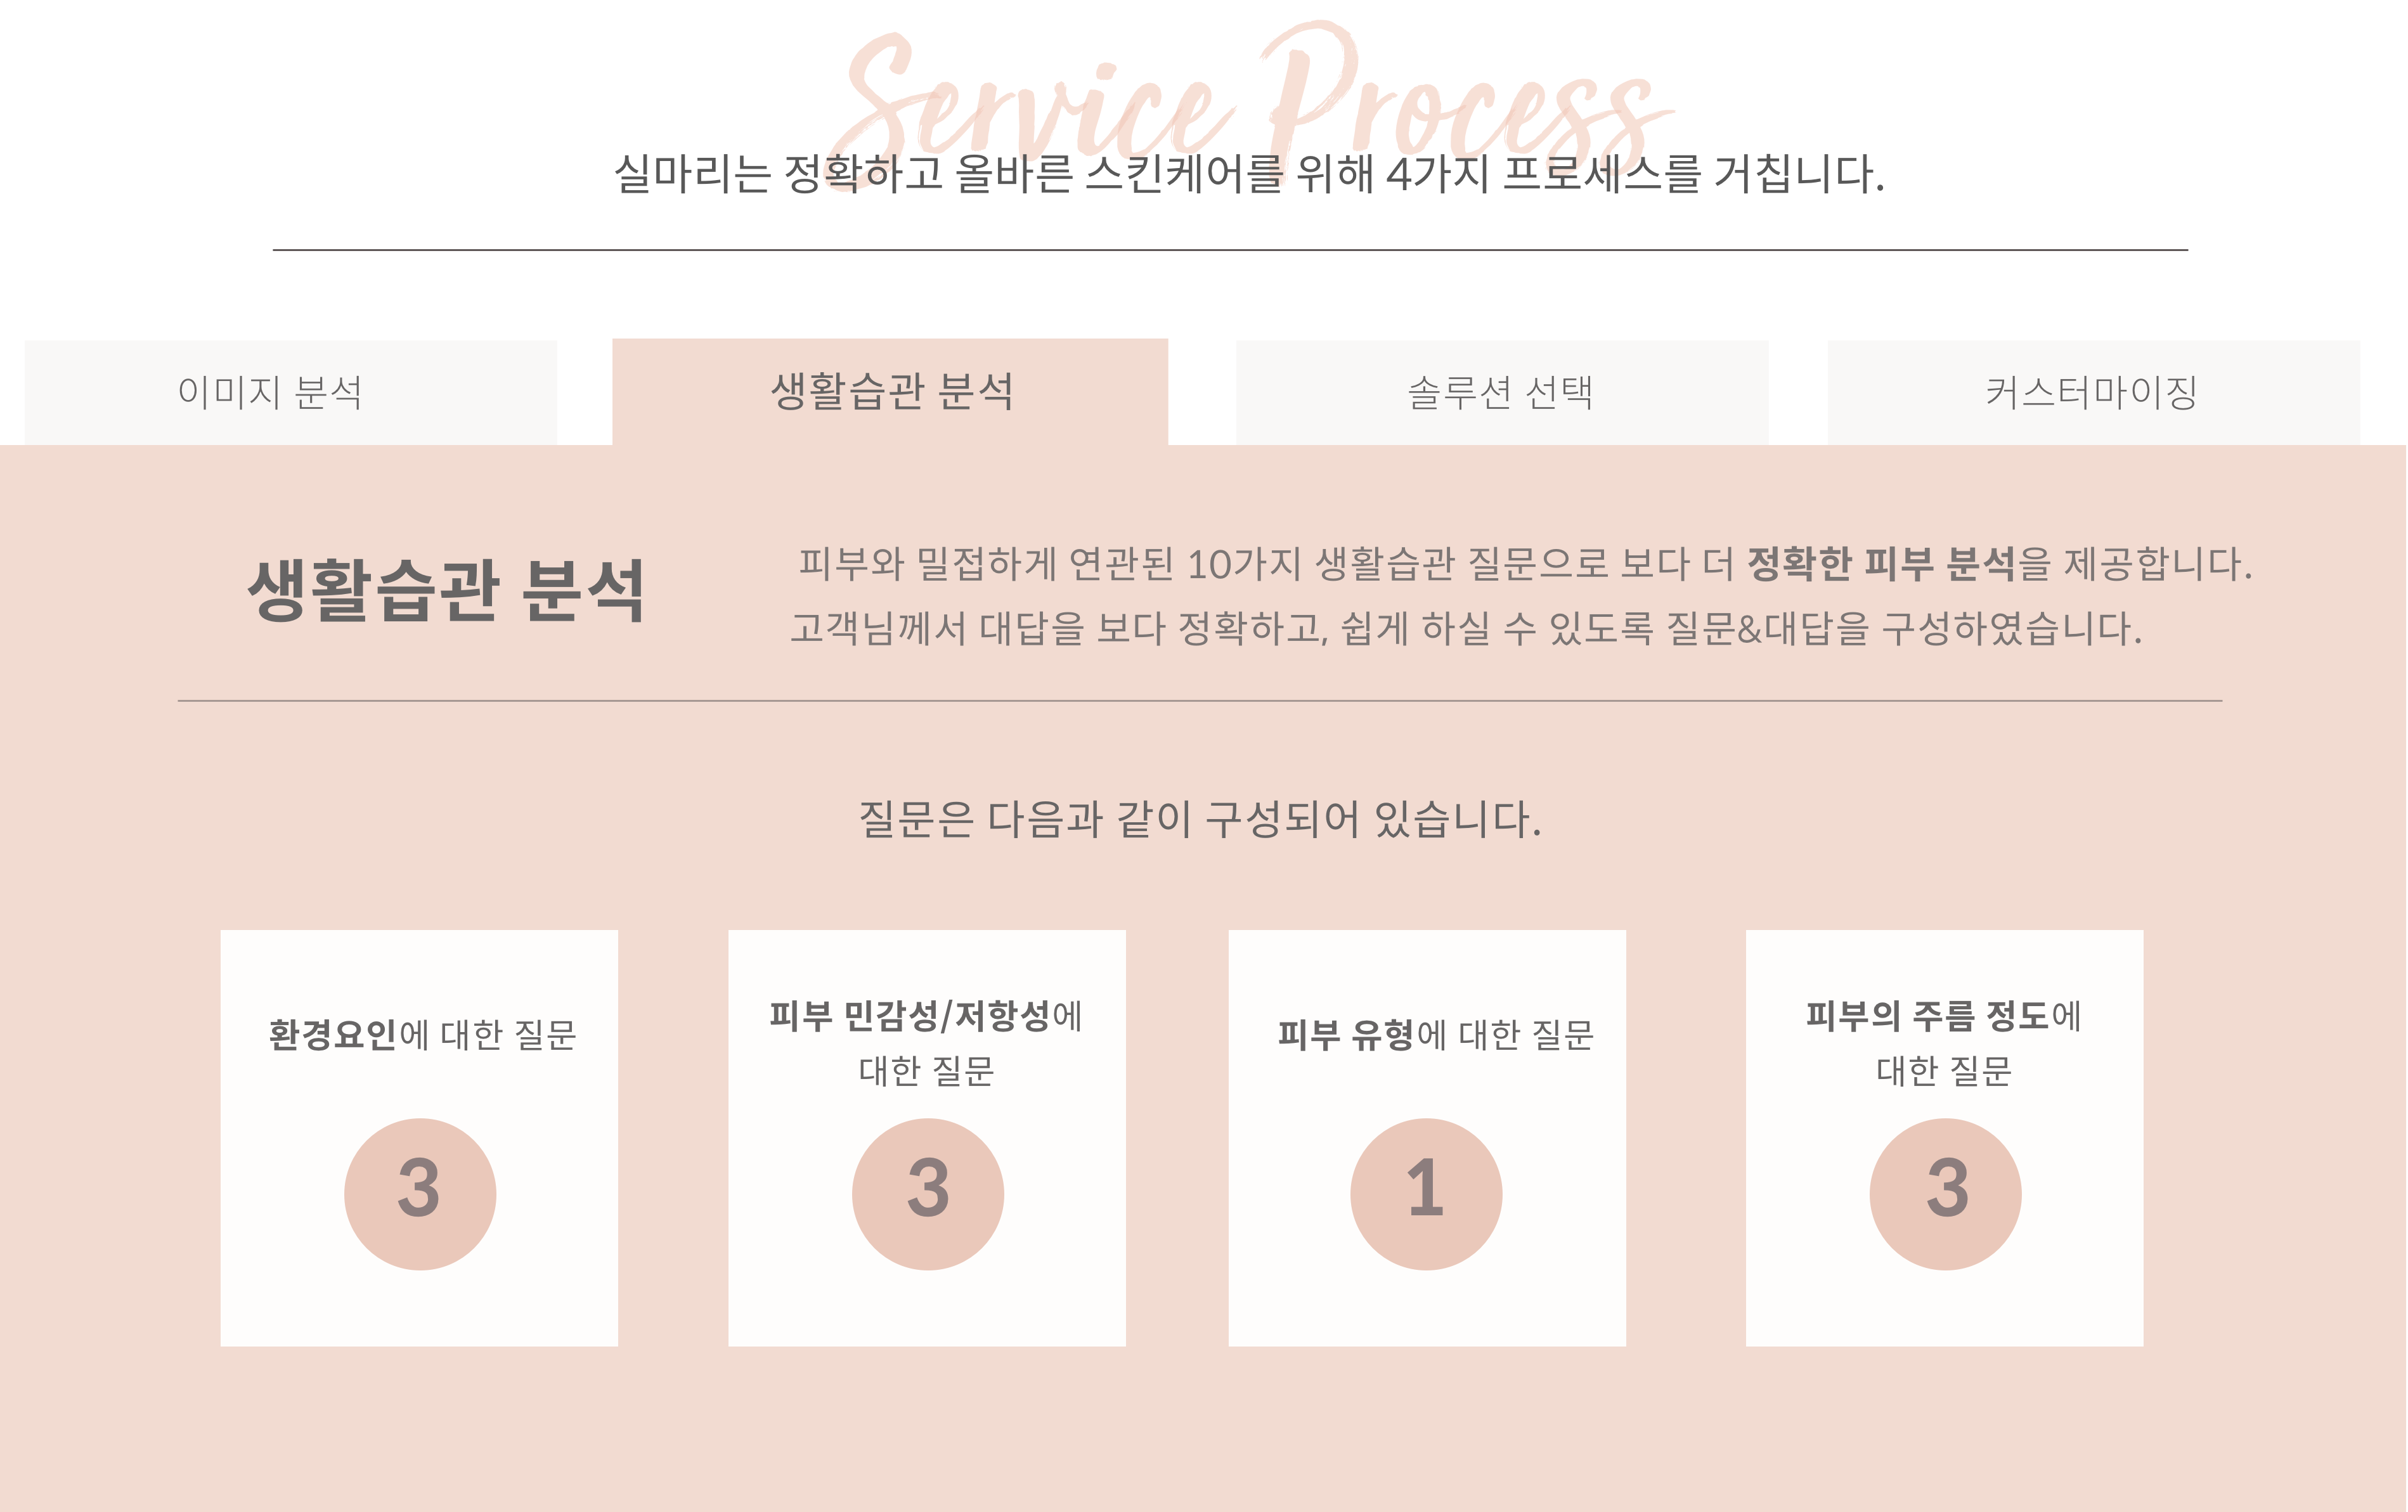 Service Process
실마리는 정확하고 올바른 스킨케어를 위해 4가지 프로세스를 거칩니다.
이미지 분석
생활습관 분석
솔루션 선택
커스터마이징
생활습관 분석
피부와 밀접하게 연관된 10가지 생활습관 질문으로 보다 더 정확한 피부 분석을 제공합니다.
고객님께서 대답을 보다 정확하고, 쉽게 하실 수 있도록 질문&대답을 구성하였습니다.
질문은 다음과 같이 구성되어 있습니다.
환경요인에 대한 질문
3
피부 민감성/저항성에
대한 질문
3
피부 유형에 대한 질문
1
피부의 주름 정도에
대한 질문
3